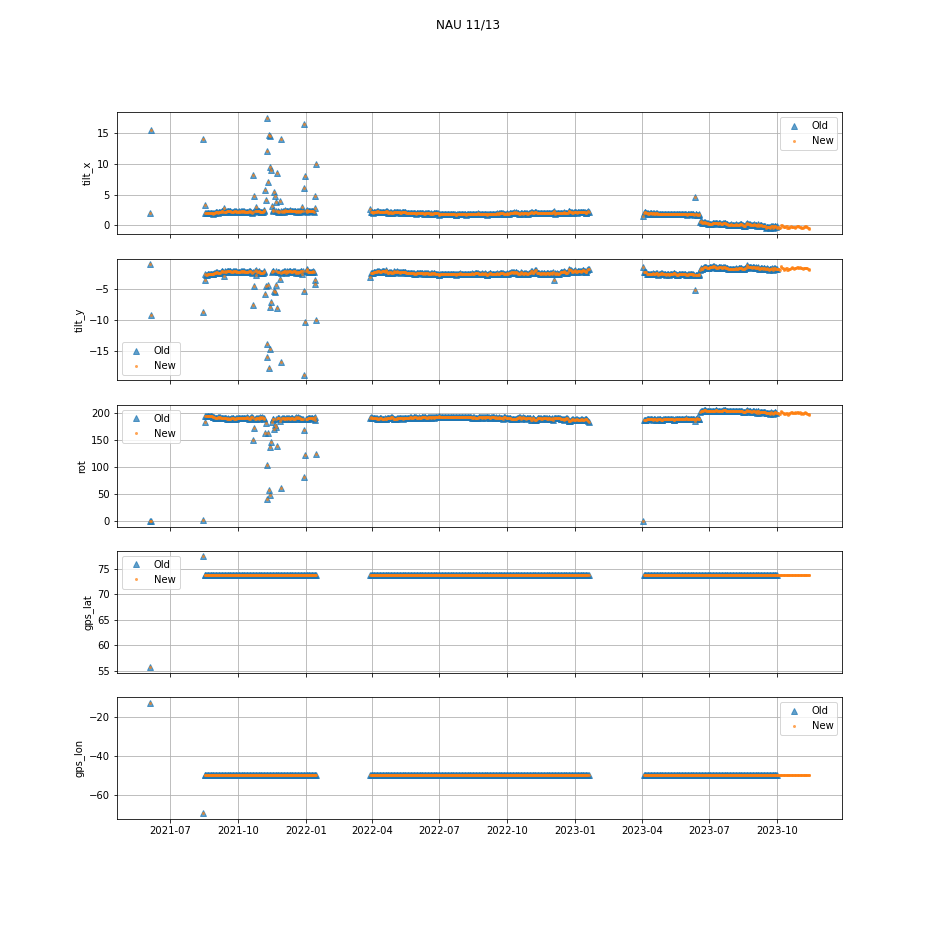 NAU 11/13
tilt_x
15
10
5
0
Old
New
tilt_y
−5
−10
−15
Old
New
rot
200
150
100
50
0
Old
New
gps_lat
75
70
65
60
55
Old
New
gps_lon
−20
−40
−60
Old
New
2021-07 2021-10 2022-01 2022-04 2022-07 2022-10 2023-01 2023-04 2023-07 2023-10